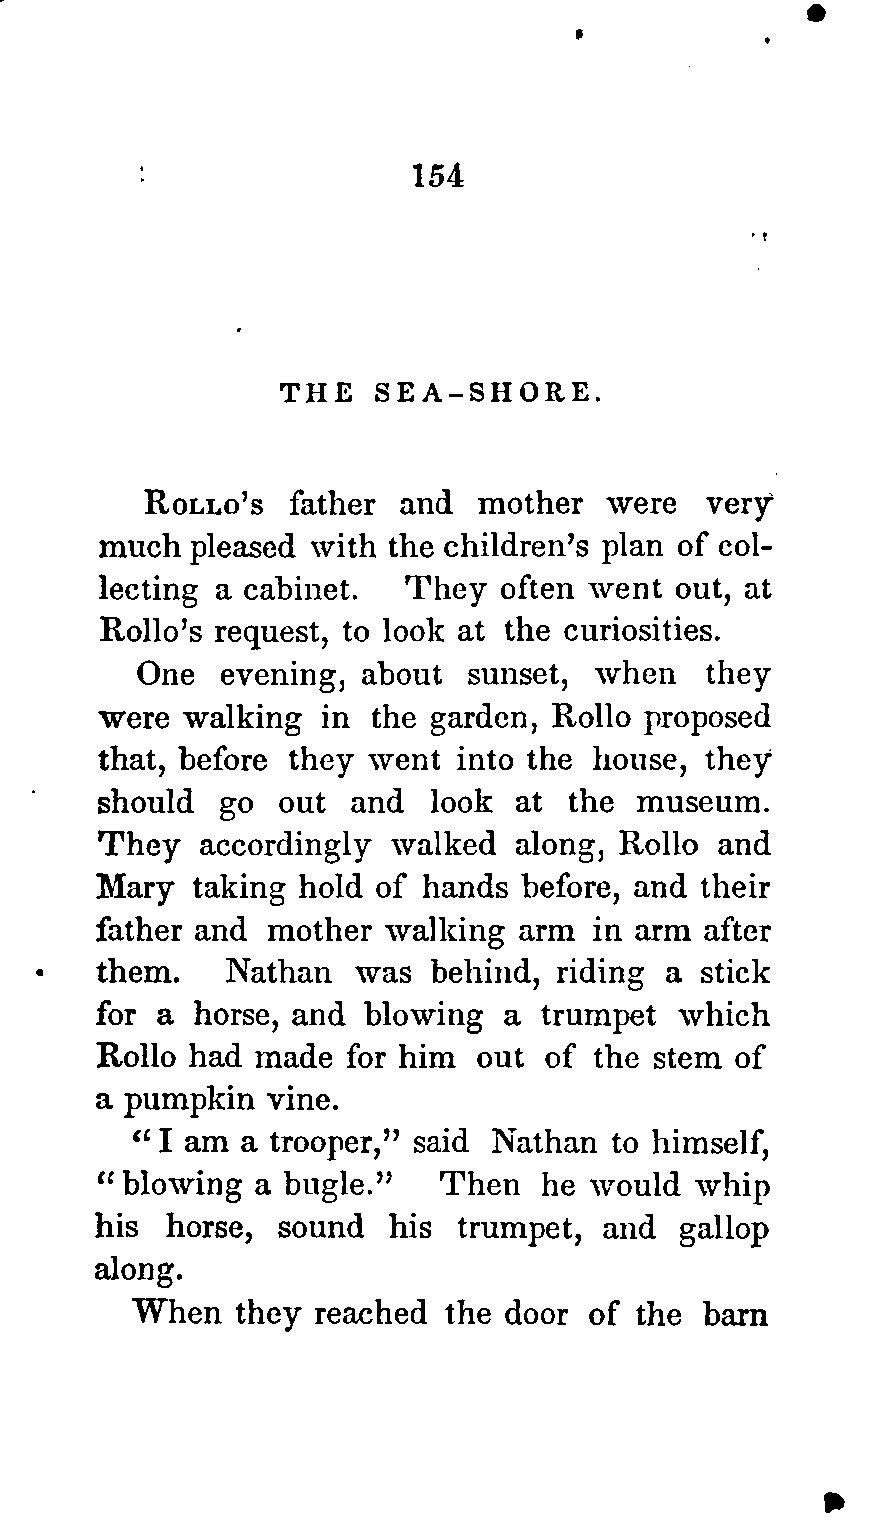 154
THE SEA-SHORE.
Rollo's father and mother were very
much pleased with the children's plan of col-
lecting a cabinet. They often went out, at
Rollo's request, to look at the curiosities.
One evening, about sunset, when they
were walking in the garden, Rollo proposed
that, before they went into the house, they
should go out and look at the museum.
They accordingly walked along, Rollo and
Mary taking hold of hands before, and their
father and mother walking arm in arm after
them. Nathan was behind, riding a stick
for a horse, and blowing a trumpet which
Rollo had made for him out of the stem of
a pumpkin vine.
“I am a trooper,” said Nathan to himself,
“blowing a bugle.” Then he would whip
his horse, sound his trumpet, and gallop
along.
When they reached the door of the barn